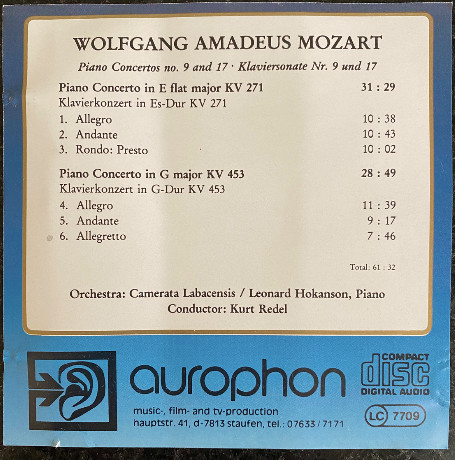 WOLFGANG AMADEUS MOZART
Piano Concertos no. 9 and 17 · Klaviersonate Nr. 9 und 17
Piano Concerto in E flat major KV 271 31 : 29
Klavierkonzert in Es-Dur KV 271
1. Allegro 10 : 38
2. Andante 10 : 43
3. Rondo: Presto 10 : 02
Piano Concerto in G major KV 453 28 : 49
Klavierkonzert in G-Dur KV 453
4. Allegro 11 : 39
5. Andante 9 : 17
6. Allegretto 7 : 46
Total: 61 : 32
Orchestra: Camerata Labacensis / Leonard Hokanson, Piano
Conductor: Kurt Redel
aurophon
COMPACT
disc
DIGITAL AUDIO
music-, film- and tv-production
hauptstr. 41, d-7813 staufen, tel.: 07633/7171
LC 7709